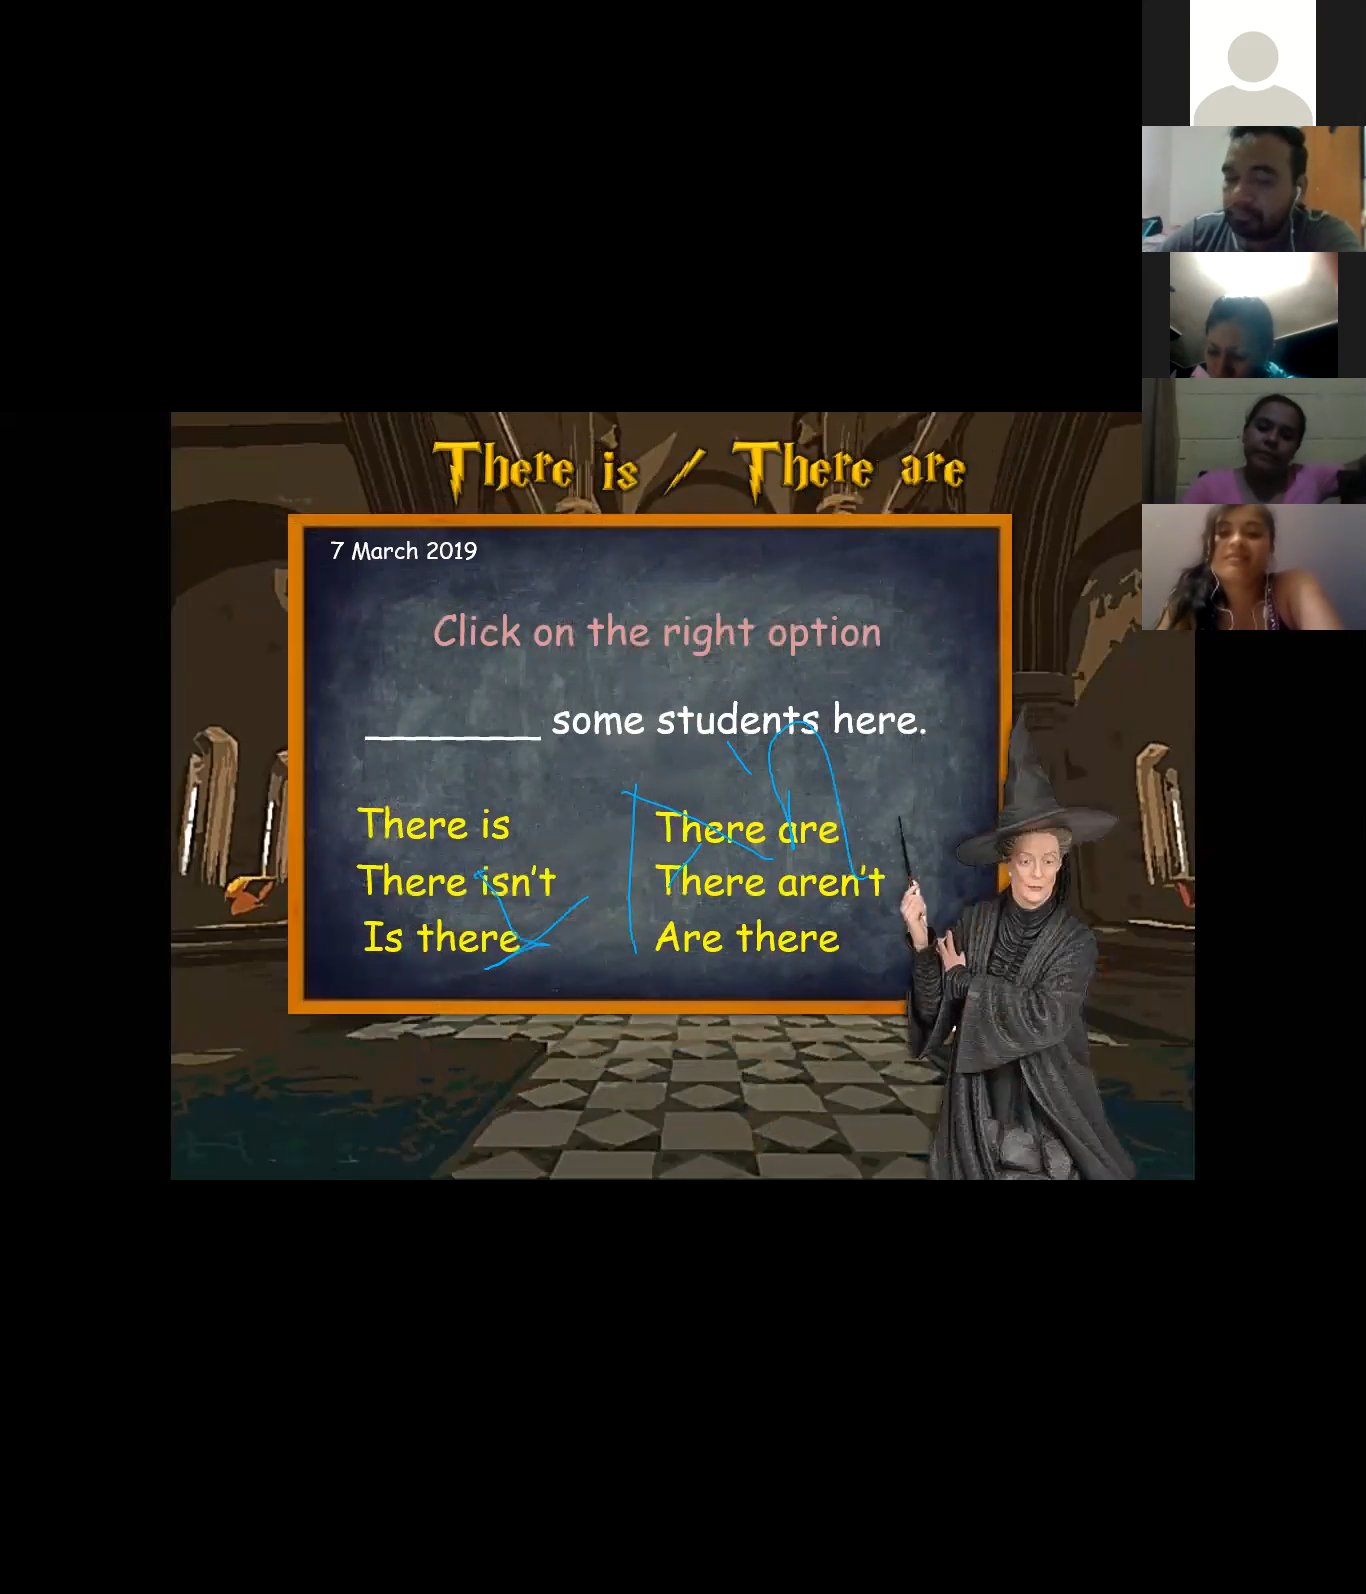 There is / There are
7 March 2019
Click on the right option
_______ some students here.
There is
There isn't
Is there
There are
There aren't
Are there